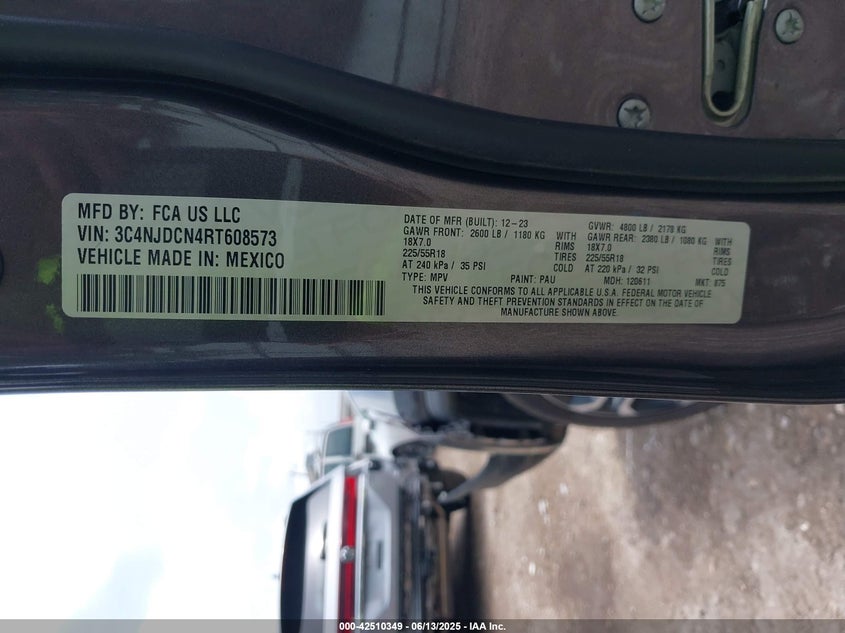 MFD BY: FCA US LLC
VIN: 3C4NJDCN4RT608573
VEHICLE MADE IN: MEXICO
DATE OF MFR (BUILT): 12-23 GVWR: 4800 LB / 2178 KG
GAWR FRONT: 2600 LB / 1180 KG WITH GAWR REAR: 2380 LB / 1080 KG WITH
18X7.0 RIMS 18X7.0 RIMS
225/55R18 TIRES 225/55R18 TIRES
AT 240 kPa / 35 PSI COLD AT 220 kPa / 32 PSI COLD
TYPE: MPV PAINT: PAU MDH: 120611 MKT: 875
THIS VEHICLE CONFORMS TO ALL APPLICABLE U.S.A. FEDERAL MOTOR VEHICLE
SAFETY AND THEFT PREVENTION STANDARDS IN EFFECT ON THE DATE OF
MANUFACTURE SHOWN ABOVE.
000-42510349 - 06/13/2025 - IAA Inc.